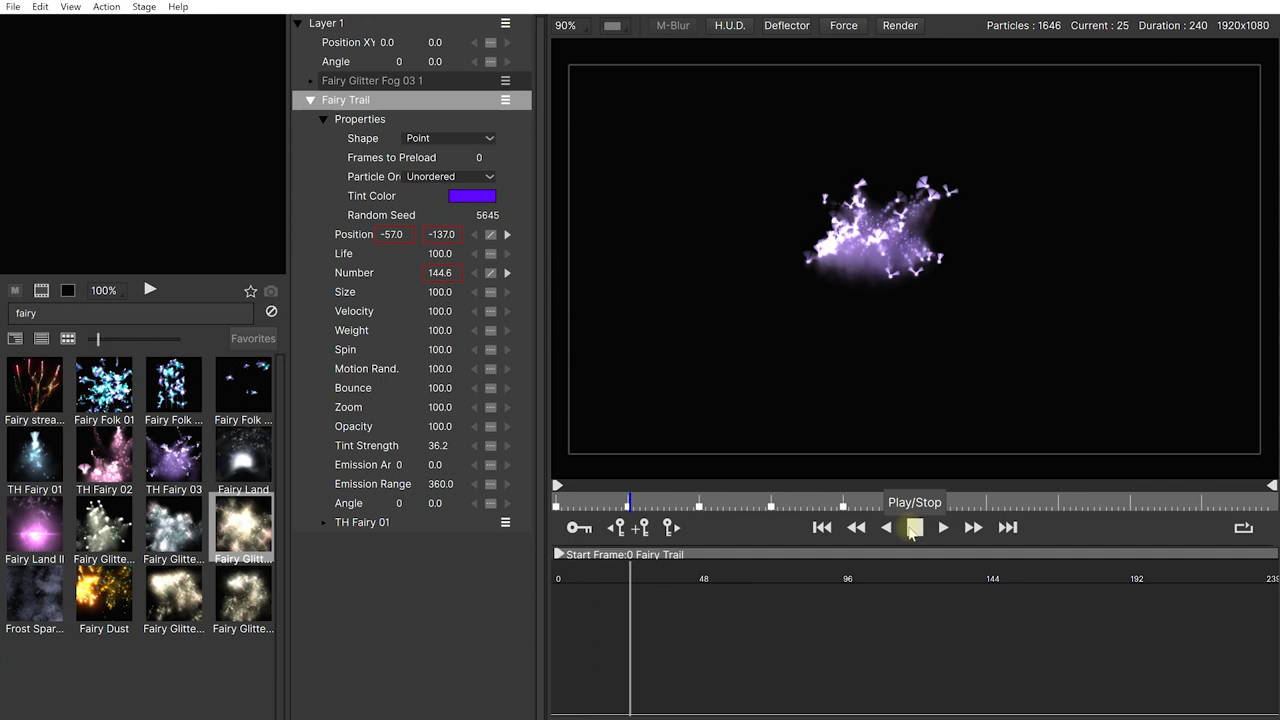 File Edit View Action Stage Help
Layer 1
Position XY 0.0 0.0
Angle 0 0.0
Fairy Glitter Fog 03 1
Fairy Trail
Properties
Shape Point
Frames to Preload 0
Particle Or Unordered
Tint Color
Random Seed 5645
Position -57.0 -137.0
Life 100.0
Number 144.6
Size 100.0
Velocity 100.0
Weight 100.0
Spin 100.0
Motion Rand. 100.0
Bounce 100.0
Zoom 100.0
Opacity 100.0
Tint Strength 36.2
Emission Ar 0 0.0
Emission Range 360.0
Angle 0 0.0
TH Fairy 01
M 100%
fairy
Favorites
Fairy strea... Fairy Folk 01 Fairy Folk ... Fairy Folk ...
TH Fairy 01 TH Fairy 02 TH Fairy 03 Fairy Land
Fairy Land II Fairy Glitte... Fairy Glitte... Fairy Glitt...
Frost Spar... Fairy Dust Fairy Glitte... Fairy Glitte...
90% M-Blur H.U.D. Deflector Force Render Particles : 1646 Current : 25 Duration : 240 1920x1080
Play/Stop
Start Frame:0 Fairy Trail
0 48 96 144 192 239